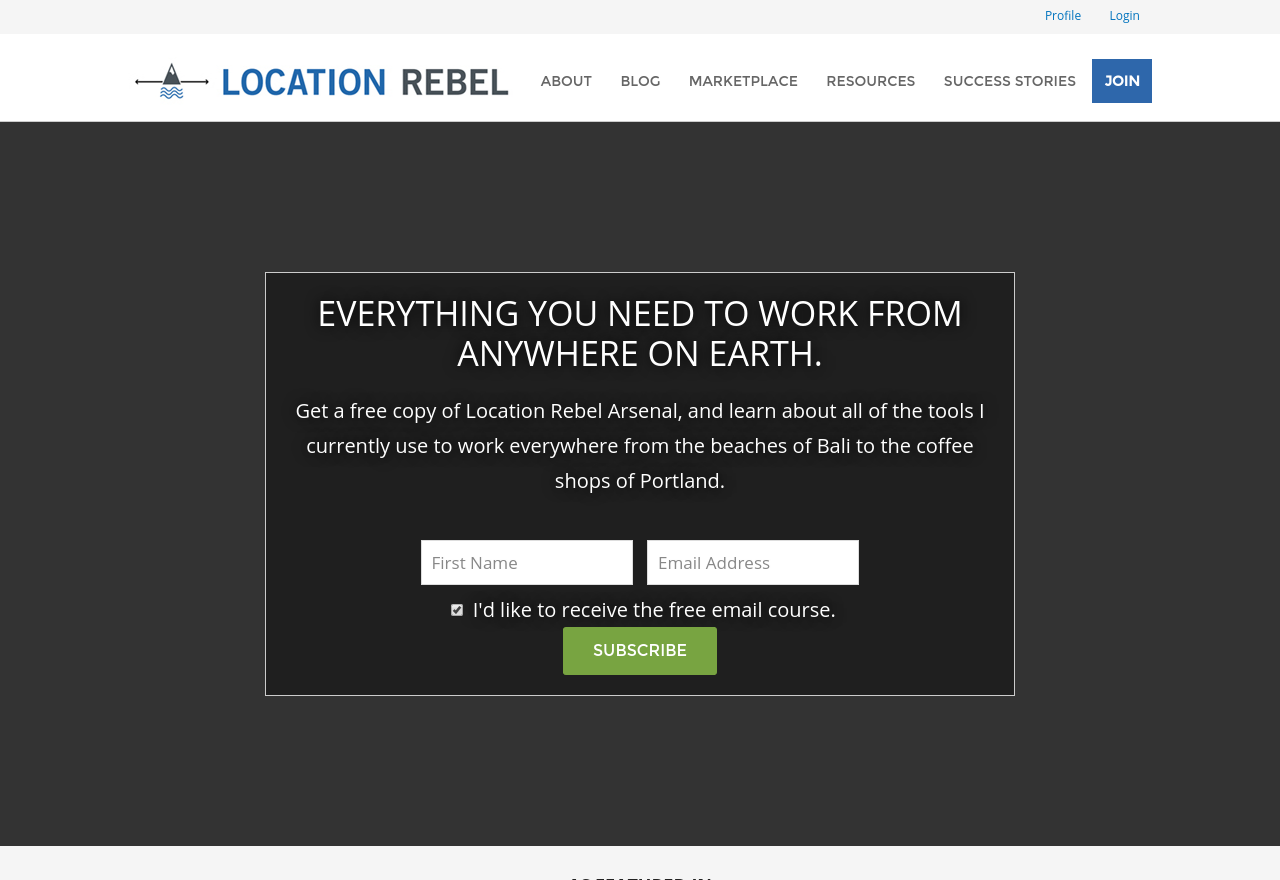 Profile Login
LOCATION REBEL ABOUT BLOG MARKETPLACE RESOURCES SUCCESS STORIES JOIN
EVERYTHING YOU NEED TO WORK FROM
ANYWHERE ON EARTH.
Get a free copy of Location Rebel Arsenal, and learn about all of the tools I
currently use to work everywhere from the beaches of Bali to the coffee
shops of Portland.
First Name Email Address
I'd like to receive the free email course.
SUBSCRIBE
AS FEATURED IN